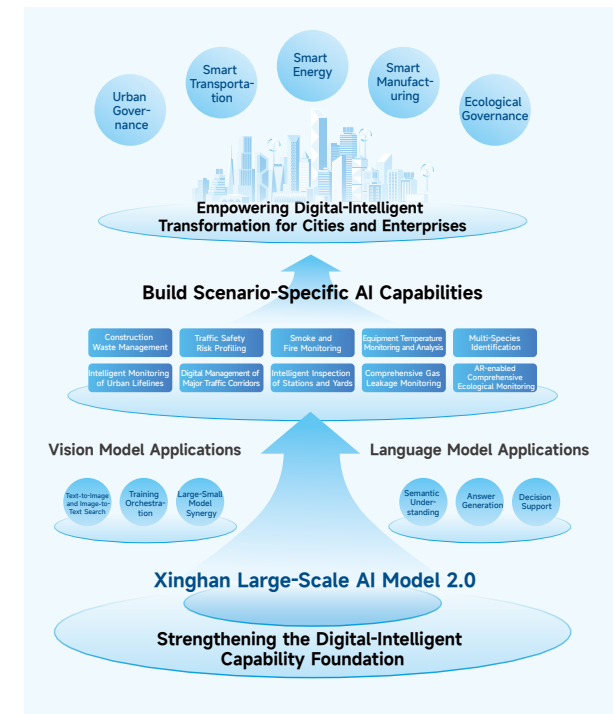 Smart
Energy
Smart
Transporta-
tion
Smart
Manufact-
uring
Urban
Gover-
nance
Ecological
Governance
Empowering Digital-Intelligent
Transformation for Cities and Enterprises
Build Scenario-Specific AI Capabilities
Construction
Waste Management
Traffic Safety
Risk Profiling
Smoke and
Fire Monitoring
Equipment Temperature
Monitoring and Analysis
Multi-Species
Identification
Intelligent Monitoring
of Urban Lifelines
Digital Management of
Major Traffic Corridors
Intelligent Inspection
of Stations and Yards
Comprehensive Gas
Leakage Monitoring
AR-enabled
Comprehensive
Ecological Monitoring
Vision Model Applications
Language Model Applications
Text-to-Image
and Image-to-
Text Search
Training
Orchestra-
tion
Large-Small
Model
Synergy
Semantic
Under-
standing
Answer
Generation
Decision
Support
Xinghan Large-Scale AI Model 2.0
Strengthening the Digital-Intelligent
Capability Foundation